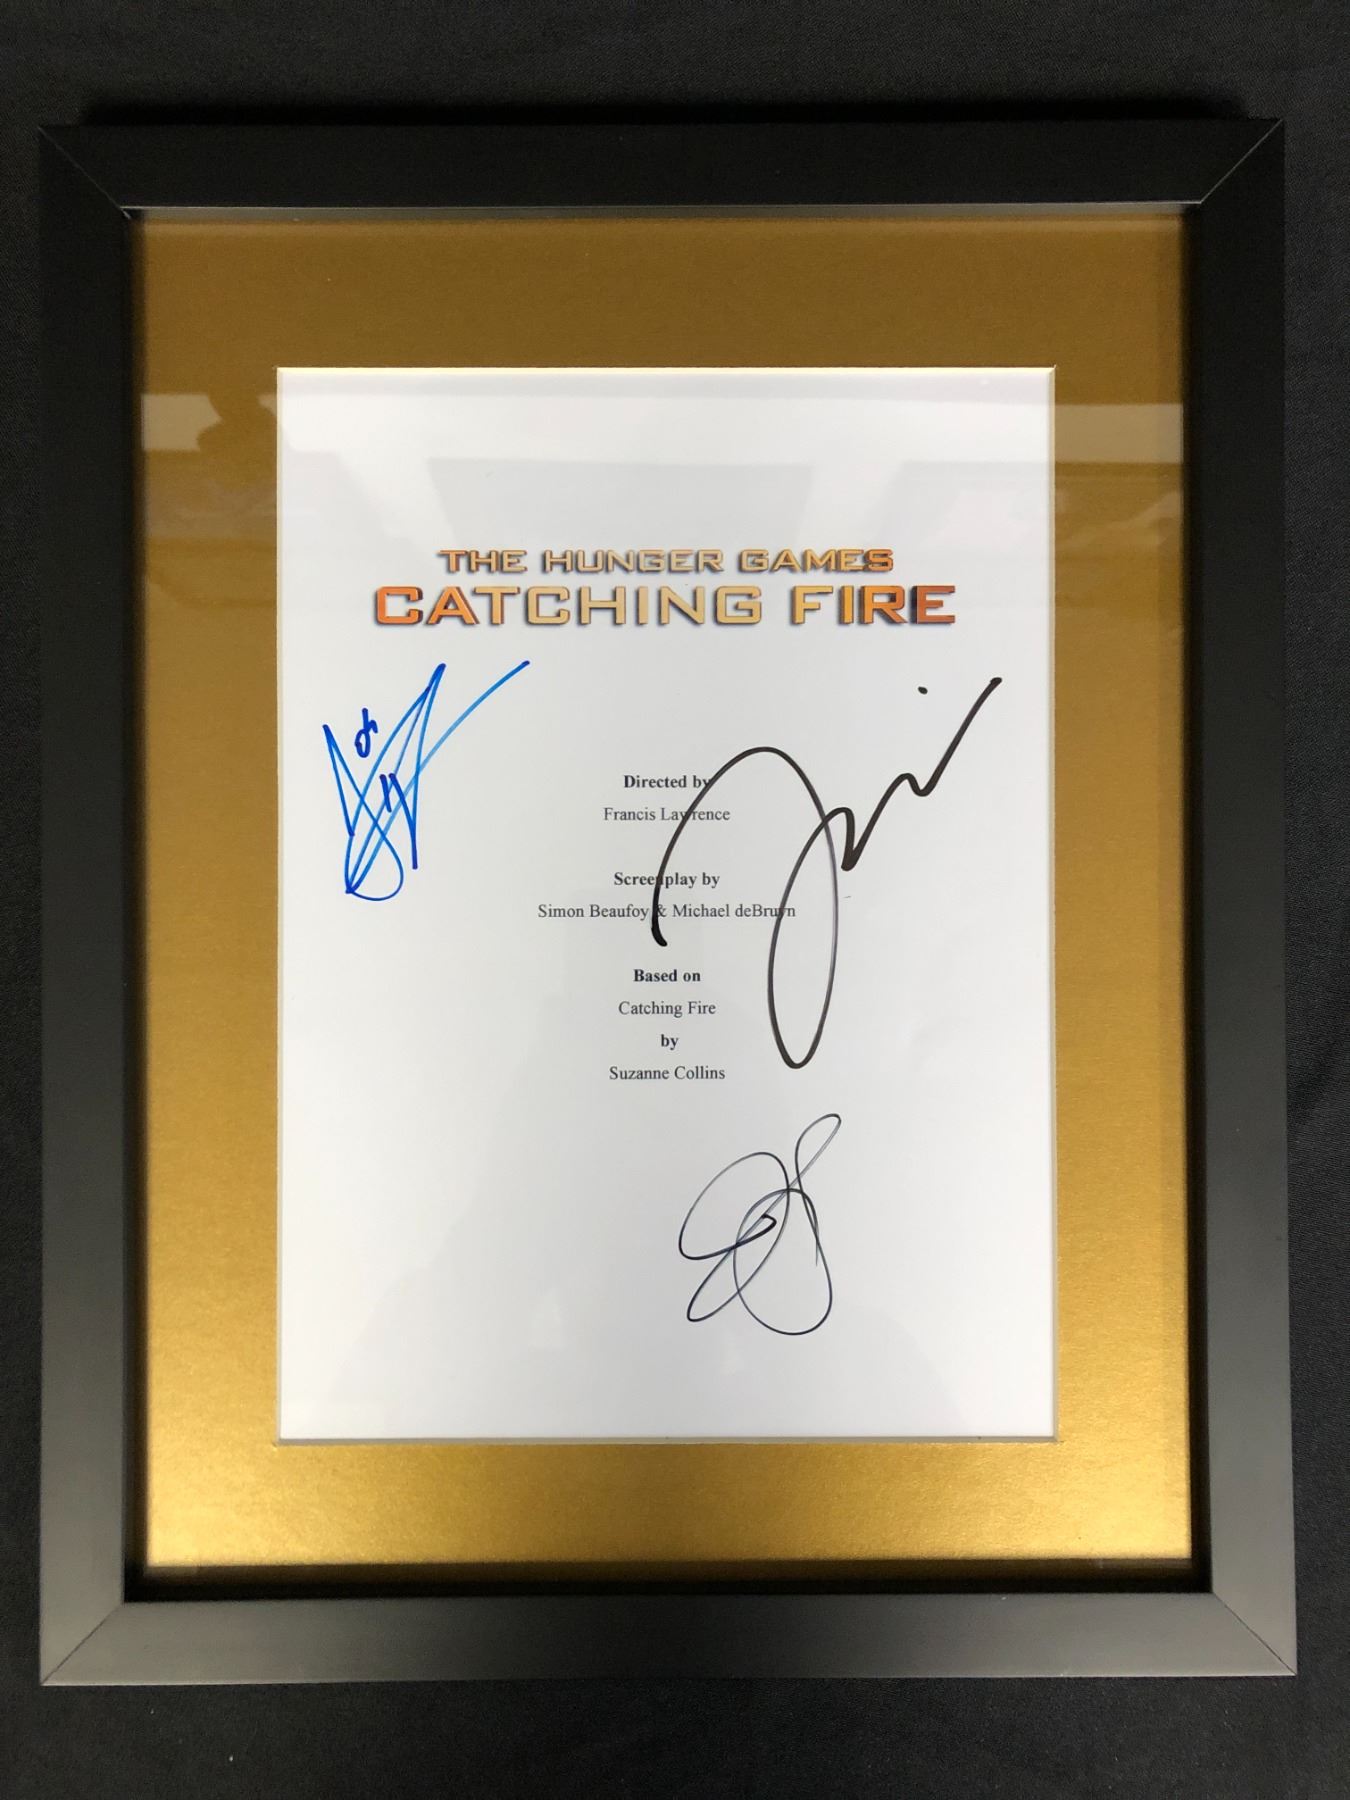 THE HUNGER GAMES
CATCHING FIRE
Directed by
Francis Lawrence
Screenplay by
Simon Beaufoy & Michael deBruyn
Based on
Catching Fire
by
Suzanne Collins